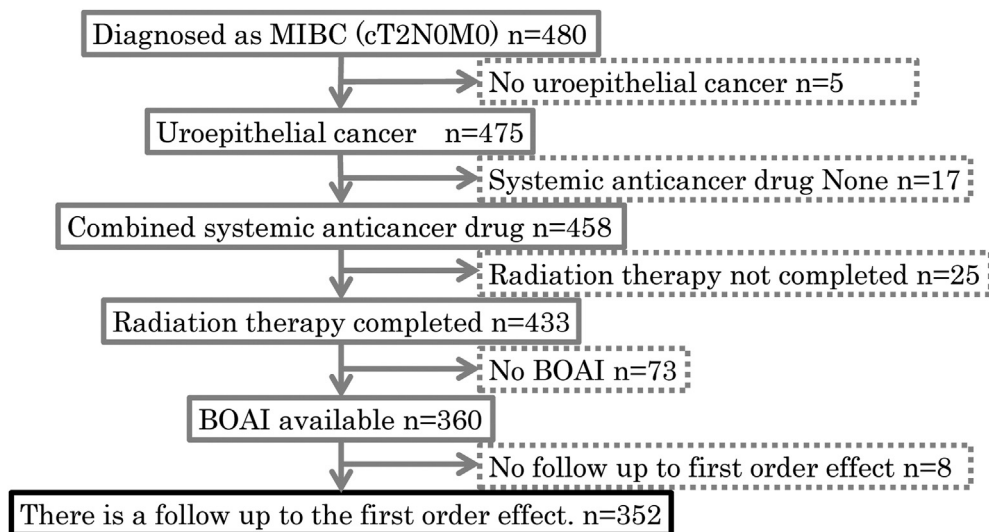 Diagnosed as MIBC (cT2N0M0) n=480
No uroepithelial cancer n=5
Uroepithelial cancer n=475
Systemic anticancer drug None n=17
Combined systemic anticancer drug n=458
Radiation therapy not completed n=25
Radiation therapy completed n=433
No BOAI n=73
BOAI available n=360
No follow up to first order effect n=8
There is a follow up to the first order effect. n=352